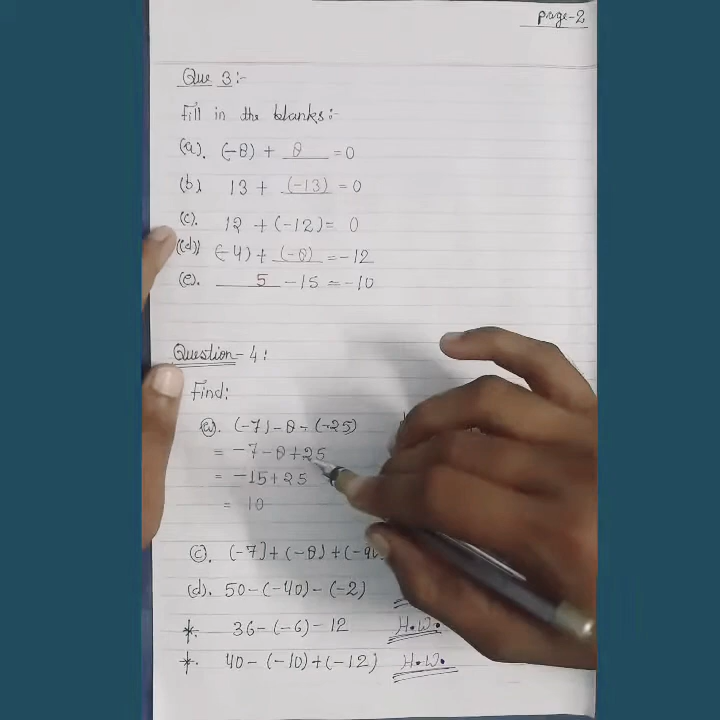 page-2
Que 3:-
Fill in the blanks:-
(a). (-8) + 8 = 0
(b). 13 + (-13) = 0
(c). 12 + (-12) = 0
(d). (-4) + (-8) = -12
(e). 5 - 15 = -10
Question-4:
Find:
(a). (-7) - 8 - (-25)
= -7 - 8 + 25
= -15 + 25
= 10
(c). (-7) + (-8) + (-90
(d). 50 - (-40) - (-2)
*. 36 - (-6) - 12 H.W.
*. 40 - (-10) + (-12) H.W.